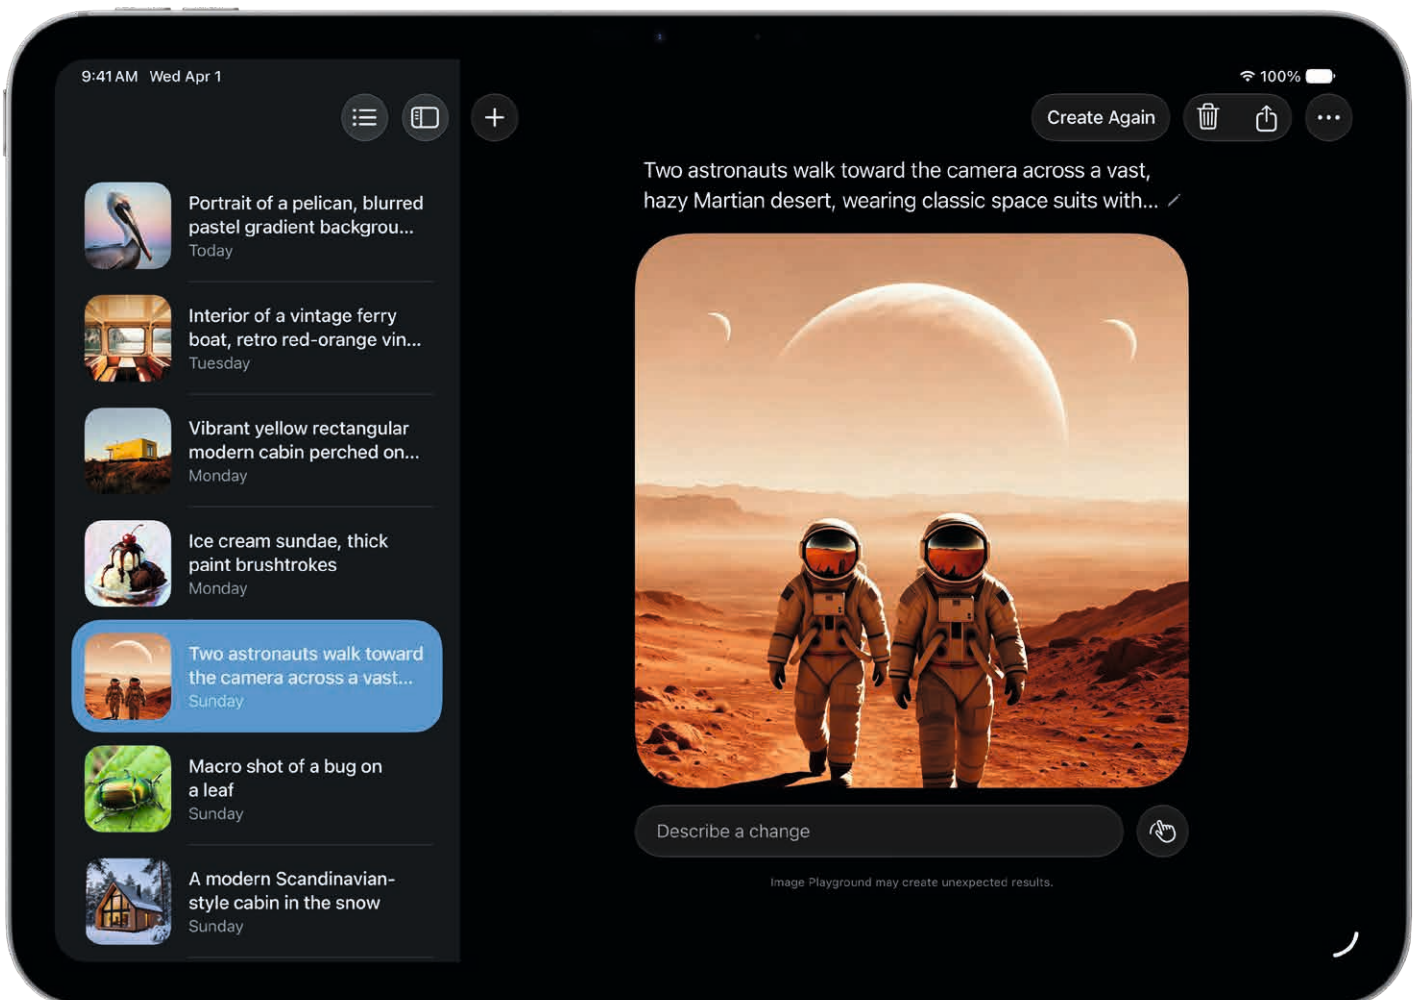 9:41 AM Wed Apr 1
100%
Create Again
Portrait of a pelican, blurred
pastel gradient backgrou...
Today
Interior of a vintage ferry
boat, retro red-orange vin...
Tuesday
Vibrant yellow rectangular
modern cabin perched on...
Monday
Ice cream sundae, thick
paint brushtrokes
Monday
Two astronauts walk toward
the camera across a vast...
Sunday
Macro shot of a bug on
a leaf
Sunday
A modern Scandinavian-
style cabin in the snow
Sunday
Two astronauts walk toward the camera across a vast,
hazy Martian desert, wearing classic space suits with...
Describe a change
Image Playground may create unexpected results.